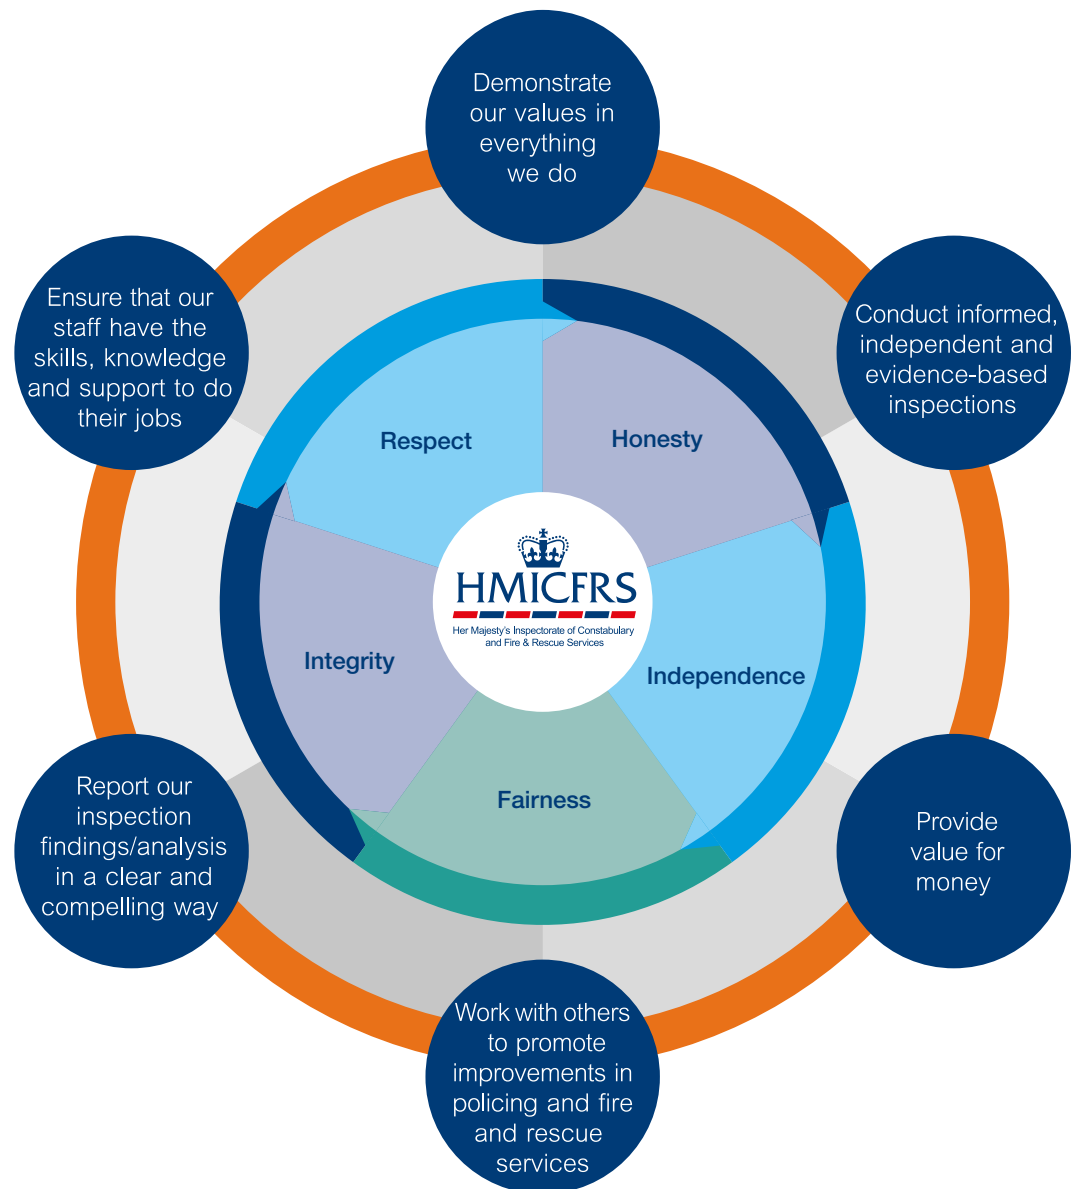 Demonstrate
our values in
everything
we do
Ensure that our
staff have the
skills, knowledge
and support to do
their jobs
Conduct informed,
independent and
evidence-based
inspections
Respect
Honesty
HMICFRS
Her Majesty's Inspectorate of Constabulary
and Fire & Rescue Services
Integrity
Independence
Fairness
Report our
inspection
findings/analysis
in a clear and
compelling way
Provide
value for
money
Work with others
to promote
improvements in
policing and fire
and rescue
services